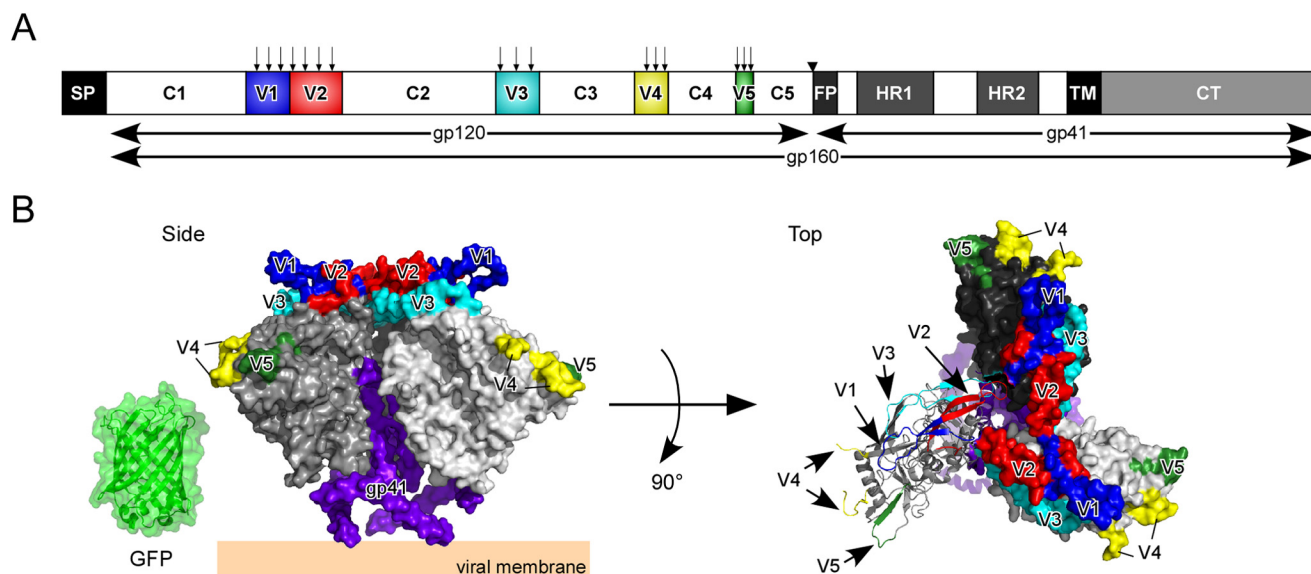 A
SP C1 V1 V2 C2 V3 C3 V4 C4 V5 C5 FP HR1 HR2 TM CT
gp120 gp41
gp160
B
Side Top
V1 V2 V2 V1
V3 V3
V4 V5 V4 V5
gp41
GFP
viral membrane
90°
V5 V4
V1
V3
V2
V2
V3
V1
V4
V5
V2
V3
V1
V5
V4